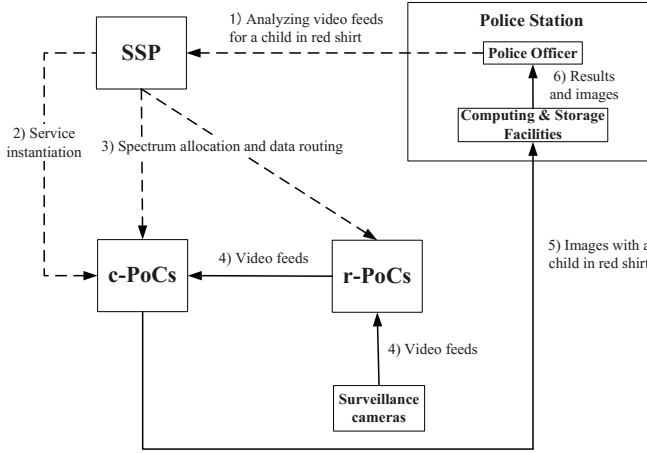 1) Analyzing video feeds
for a child in red shirt
Police Station
SSP
Police Officer
6) Results
and images
Computing & Storage
Facilities
2) Service
instantiation
3) Spectrum allocation and data routing
5) Images with a
child in red shirt
c-PoCs
4) Video feeds
r-PoCs
4) Video feeds
Surveillance
cameras